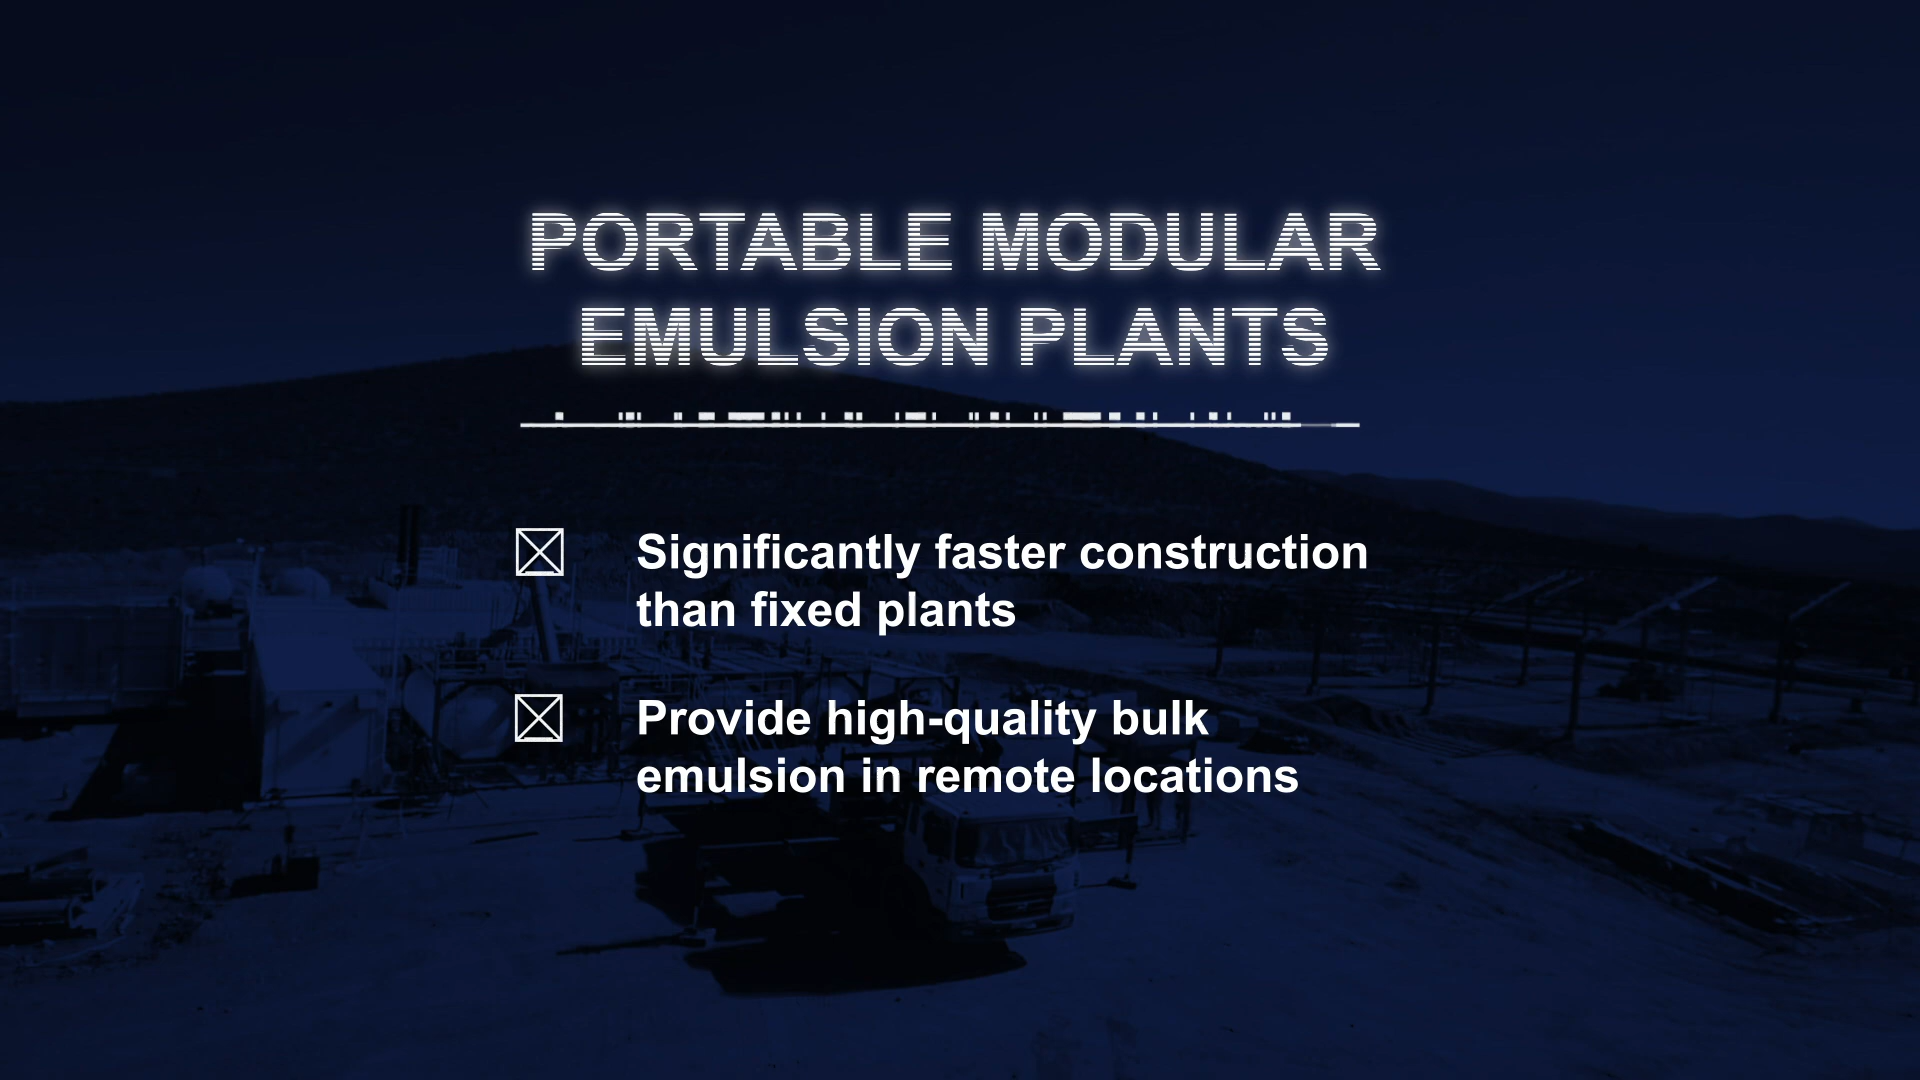 PORTABLE MODULAR
EMULSION PLANTS
Significantly faster construction
than fixed plants
Provide high-quality bulk
emulsion in remote locations